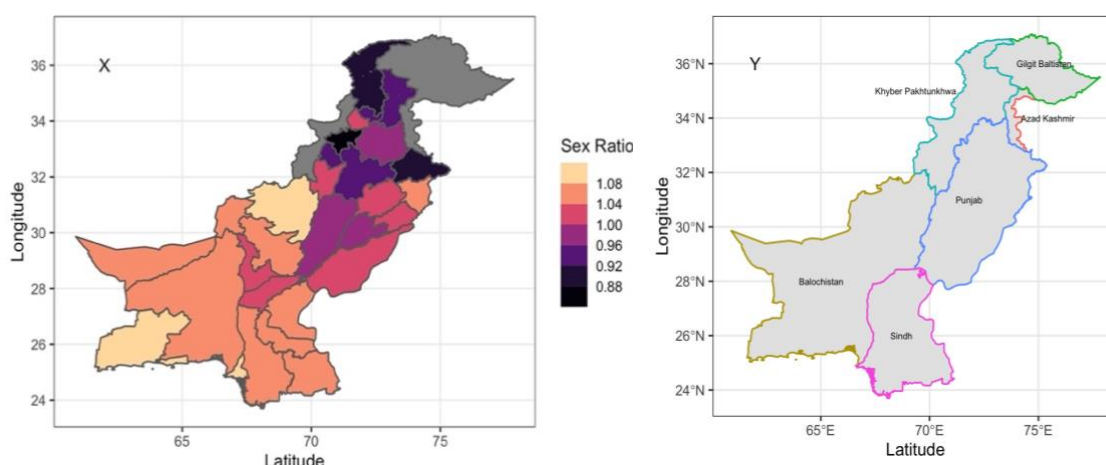 X
36
34
32
30
28
26
24
Longitude
65
70
75
Latitude
Sex Ratio
1.08
1.04
1.00
0.96
0.92
0.88
Y
36°N
34°N
32°N
30°N
28°N
26°N
24°N
Longitude
Gilgit Baltistan
Khyber Pakhtunkhwa
Azad Kashmir
Punjab
Balochistan
Sindh
65°E
70°E
75°E
Latitude